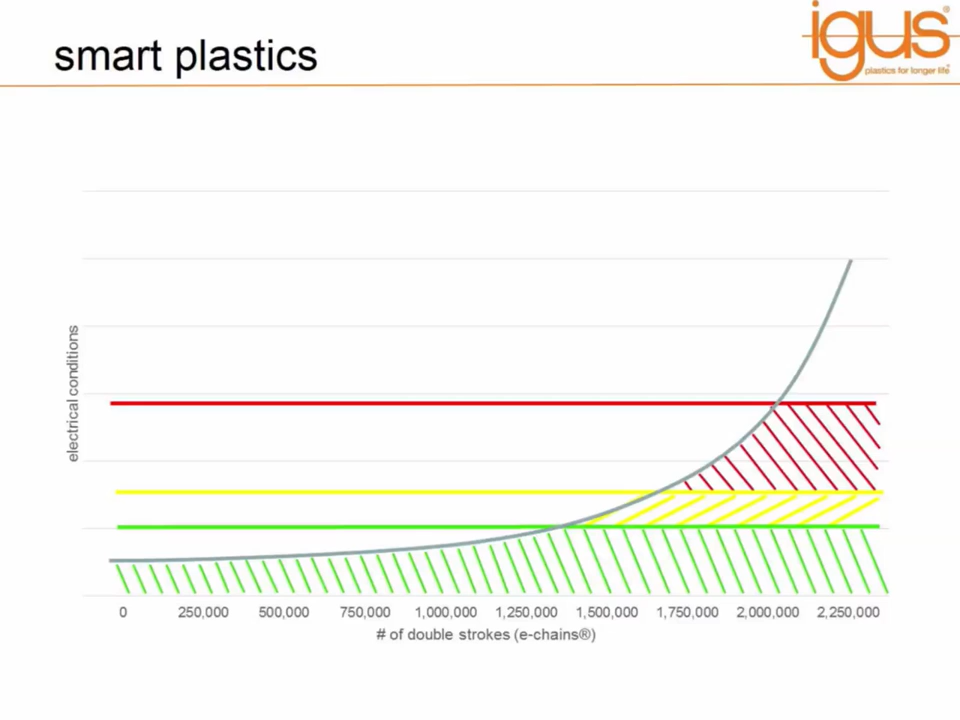 smart plastics
igus®
plastics for longer life®
electrical conditions
0 250,000 500,000 750,000 1,000,000 1,250,000 1,500,000 1,750,000 2,000,000 2,250,000
# of double strokes (e-chains®)